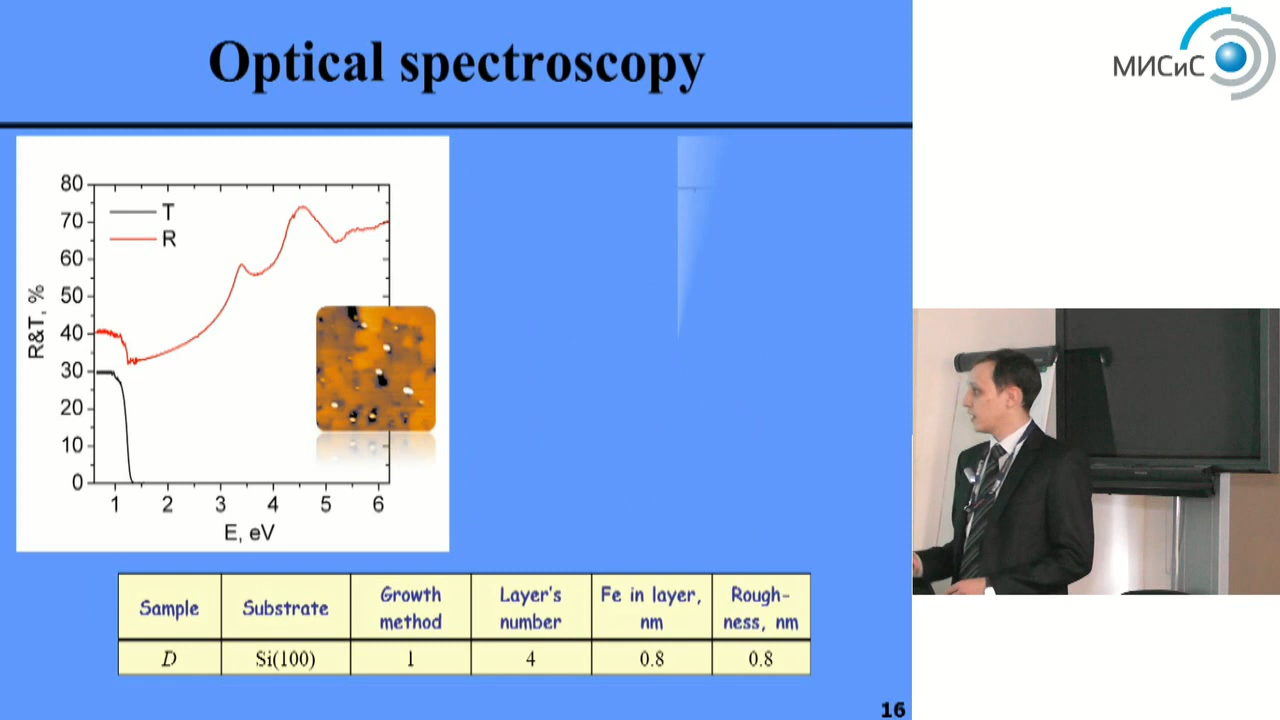 Optical spectroscopy
МИСиС
80
70
60
50
40
30
20
10
0
R&T, %
T
R
1 2 3 4 5 6
E, eV
Sample Substrate Growth method Layer's number Fe in layer, nm Rough-ness, nm
D Si(100) 1 4 0.8 0.8
16